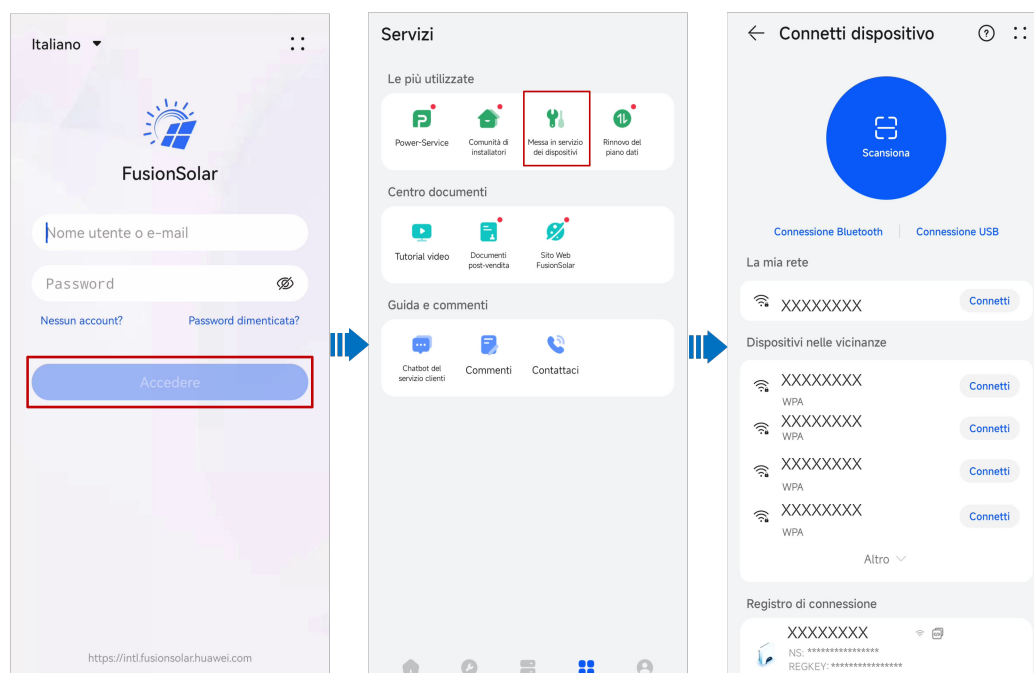 Italiano
FusionSolar
Nome utente o e-mail
Password
Nessun account? Password dimenticata?
Accedere
https://intl.fusionsolar.huawei.com
Servizi
Le più utilizzate
Power-Service
Comunità di
installatori
Messa in servizio
dei dispositivi
Rinnovo del
piano dati
Centro documenti
Tutorial video
Documenti
post-vendita
Sito Web
FusionSolar
Guida e commenti
Chatbot del
servizio clienti
Commenti
Contattaci
Connetti dispositivo
Scansiona
Connessione Bluetooth Connessione USB
La mia rete
XXXXXXXX Connetti
Dispositivi nelle vicinanze
XXXXXXXX Connetti
WPA
XXXXXXXX Connetti
WPA
XXXXXXXX Connetti
WPA
XXXXXXXX Connetti
WPA
Altro
Registro di connessione
XXXXXXXX
NS: ****************
REGKEY: ****************